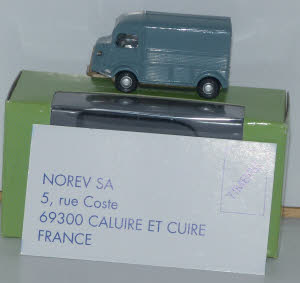 NOREV SA
5, rue Coste
69300 CALUIRE ET CUIRE
FRANCE